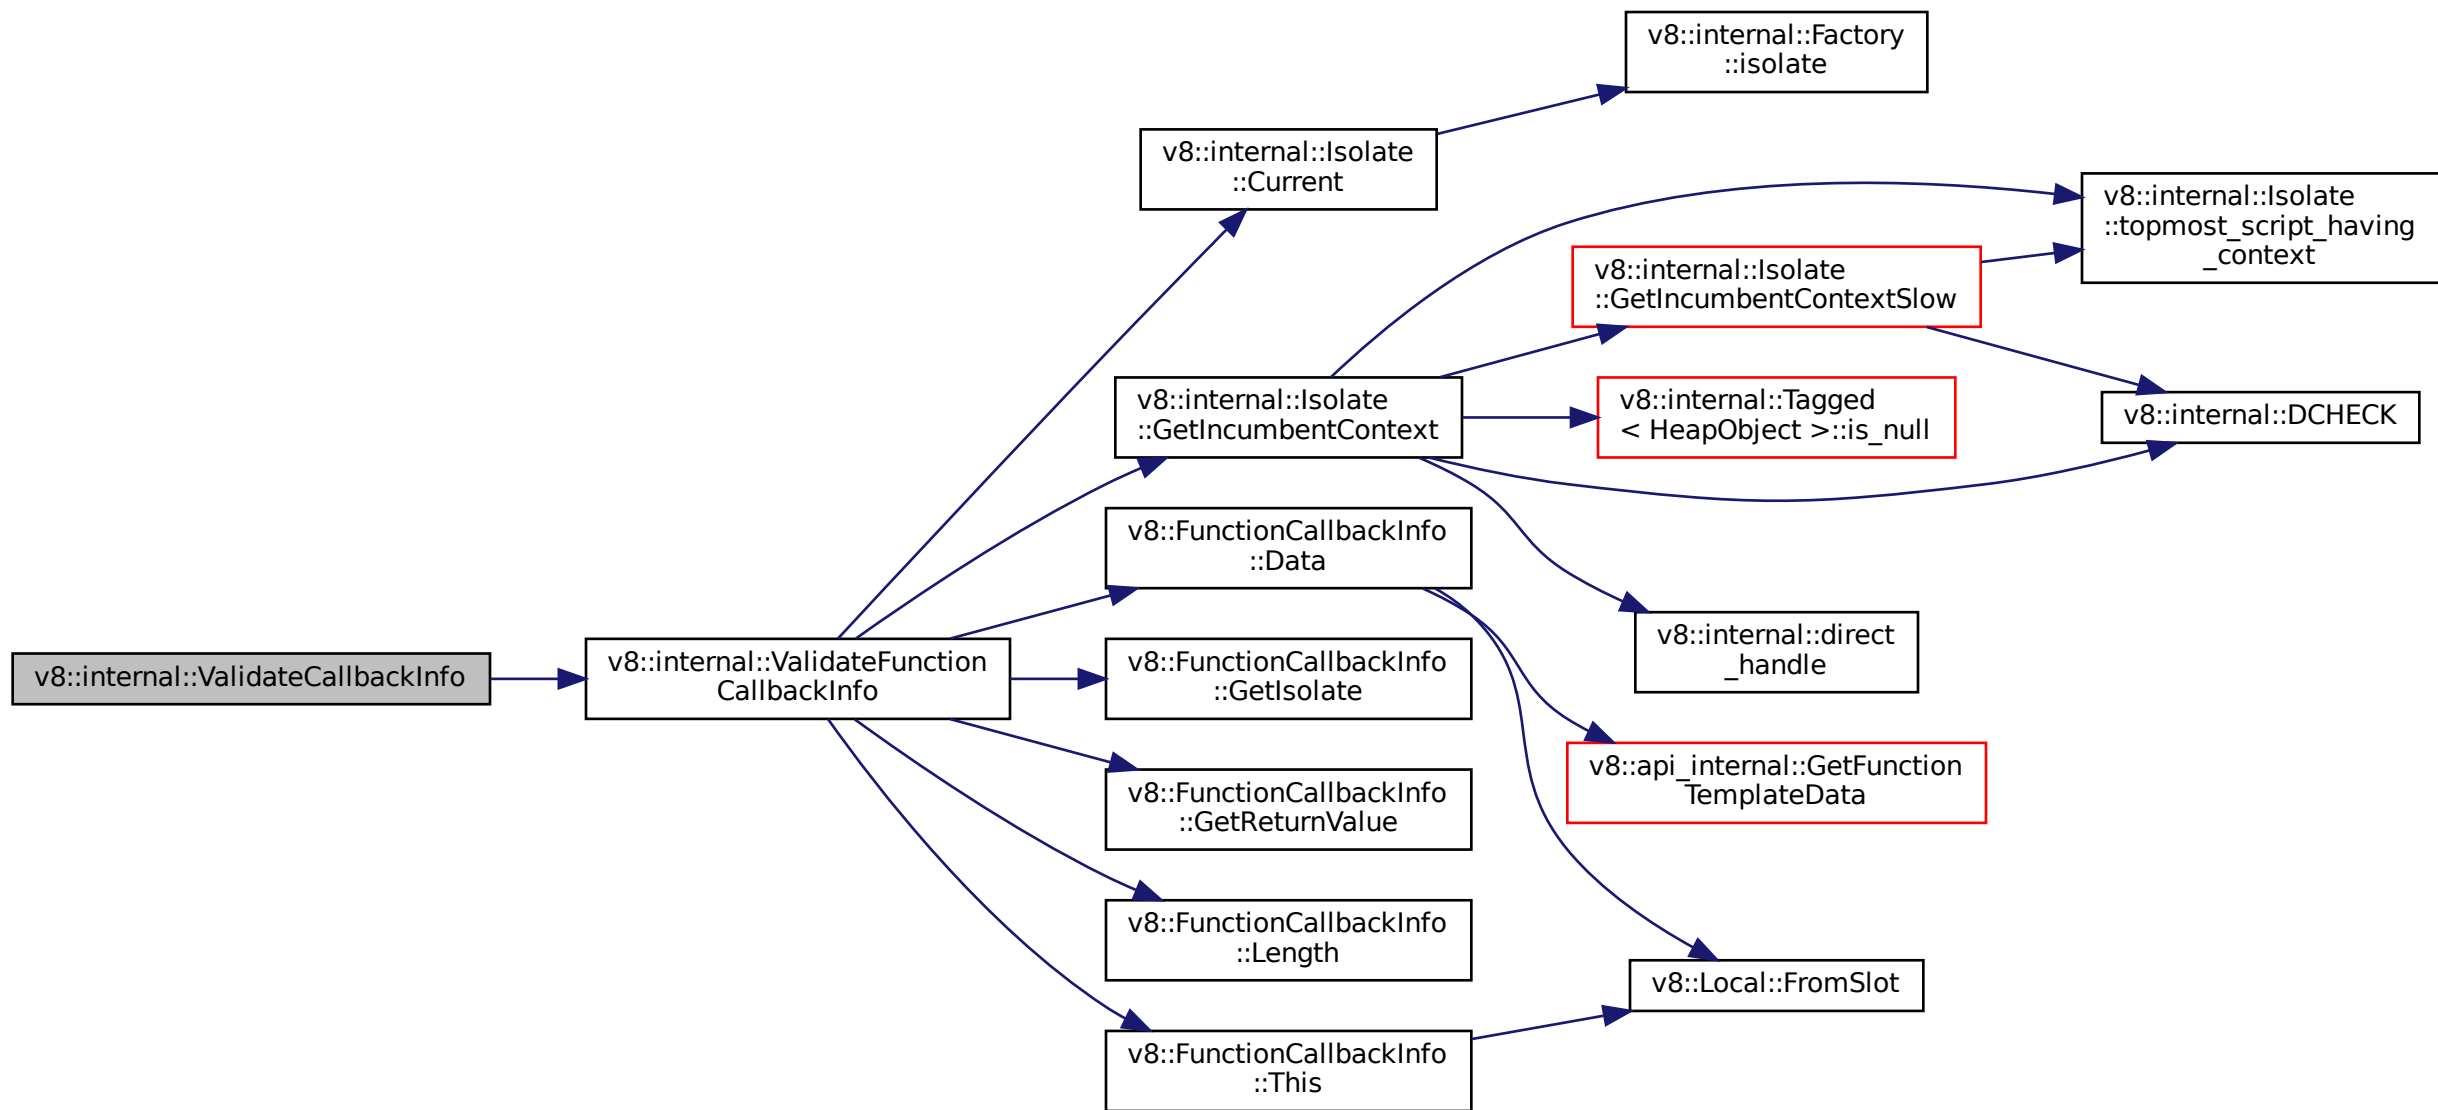 v8::internal::Factory
::isolate
v8::internal::Isolate
::Current
v8::internal::Isolate
::topmost_script_having
_context
v8::internal::Isolate
::GetIncumbentContextSlow
v8::internal::Isolate
::GetIncumbentContext
v8::internal::Tagged
< HeapObject >::is_null
v8::internal::DCHECK
v8::FunctionCallbackInfo
::Data
v8::internal::direct
_handle
v8::internal::ValidateCallbackInfo
v8::internal::ValidateFunction
CallbackInfo
v8::FunctionCallbackInfo
::GetIsolate
v8::api_internal::GetFunction
TemplateData
v8::FunctionCallbackInfo
::GetReturnValue
v8::FunctionCallbackInfo
::Length
v8::Local::FromSlot
v8::FunctionCallbackInfo
::This